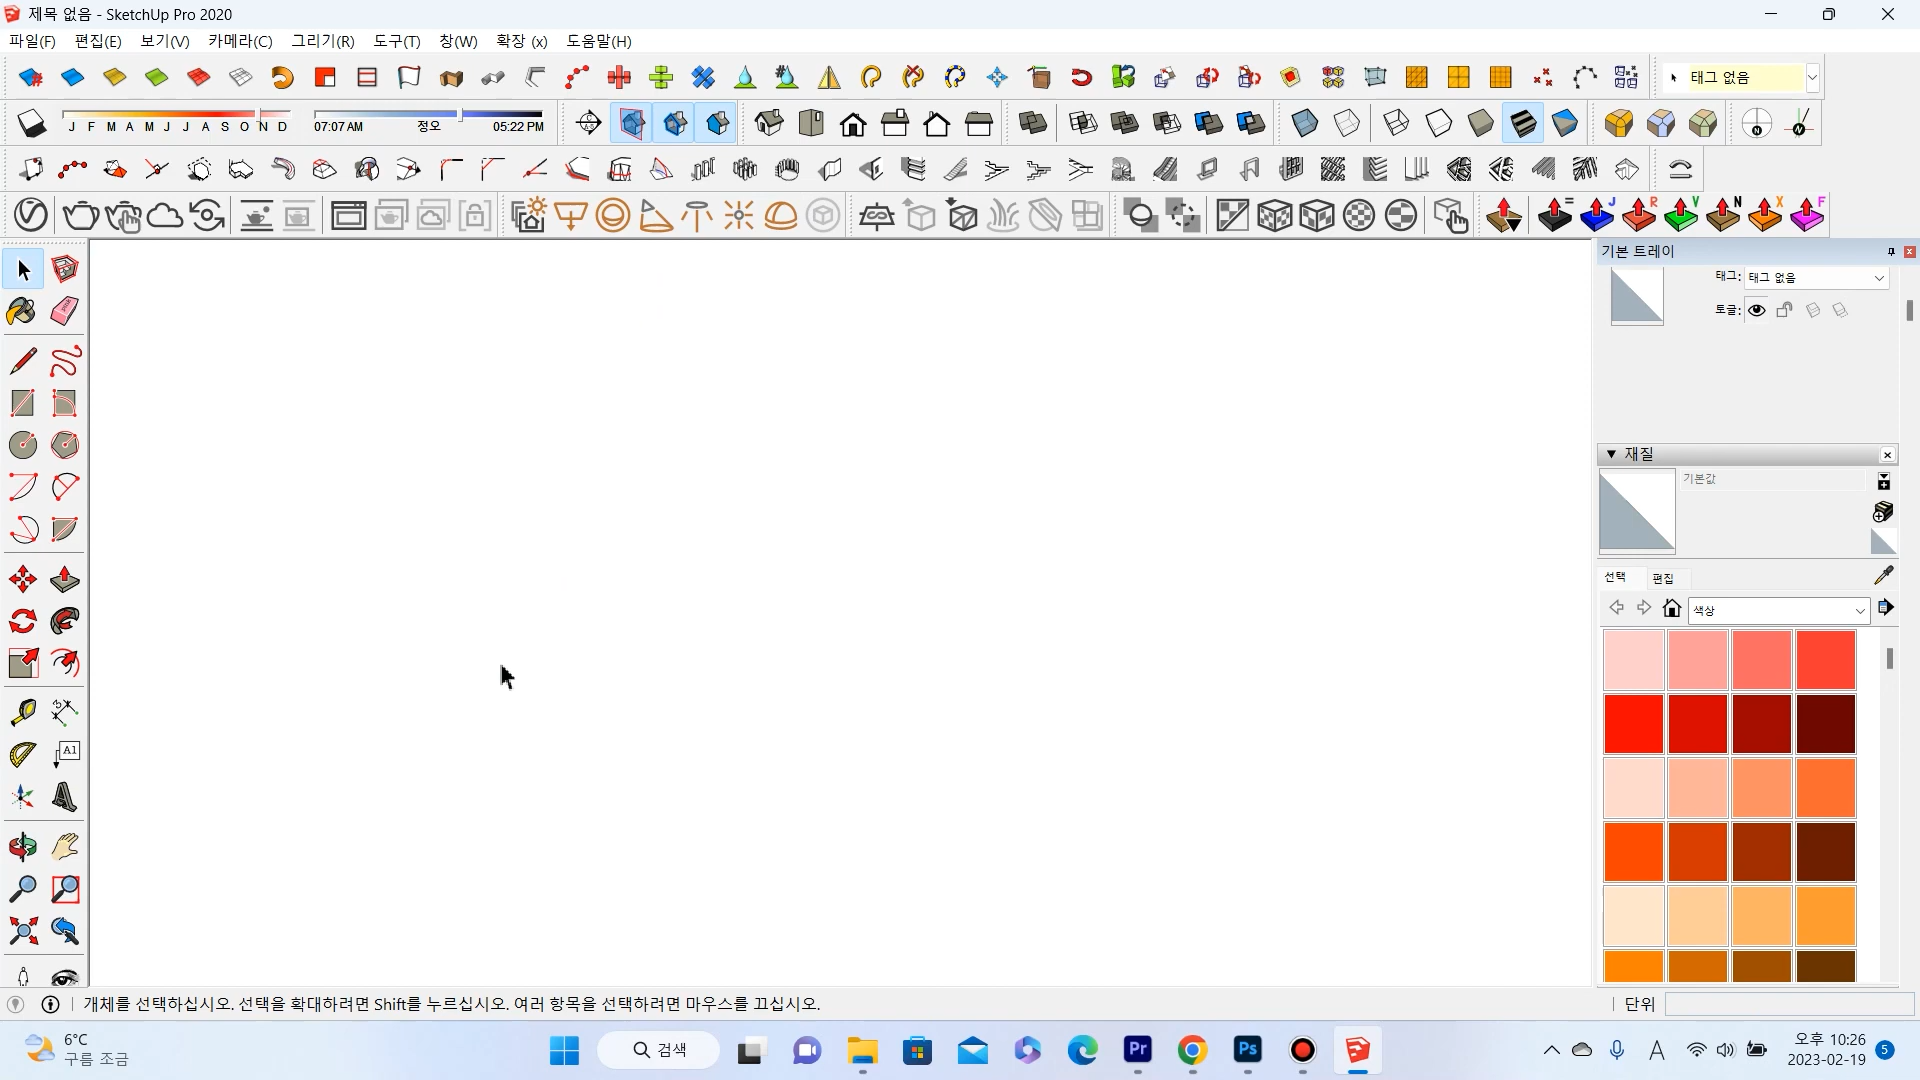 제목 없음 - SketchUp Pro 2020
파일(F) 편집(E) 보기(V) 카메라(C) 그리기(R) 도구(T) 창(W) 확장 (x) 도움말(H)
태그 없음
J F M A M J J A S O N D
07:07 AM 정오 05:22 PM
J R V N X F
기본 트레이
태그: 태그 없음
토글:
▼ 재질
기본값
선택 편집
색상
A1
개체를 선택하십시오. 선택을 확대하려면 Shift를 누르십시오. 여러 항목을 선택하려면 마우스를 끄십시오.
단위
6°C
구름 조금
검색
Pr
Ps
A
오후 10:26
2023-02-19
5